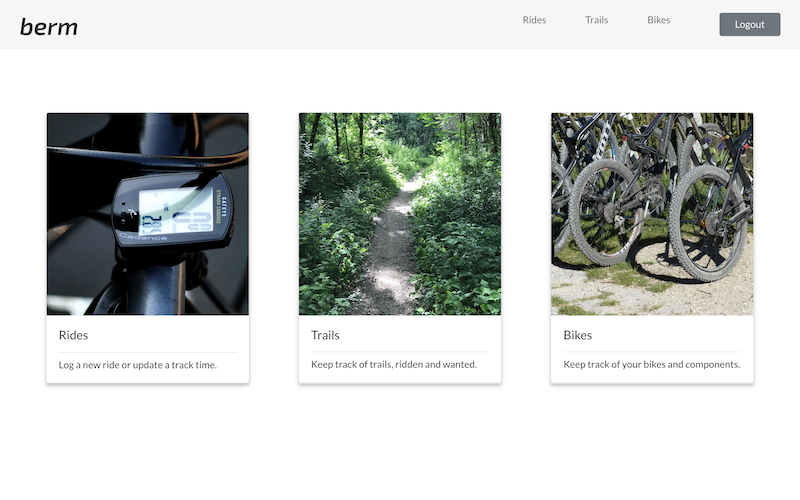 berm
Rides
Trails
Bikes
Logout
Cadence
Rides
Log a new ride or update a track time.
Trails
Keep track of trails, ridden and wanted.
Bikes
Keep track of your bikes and components.